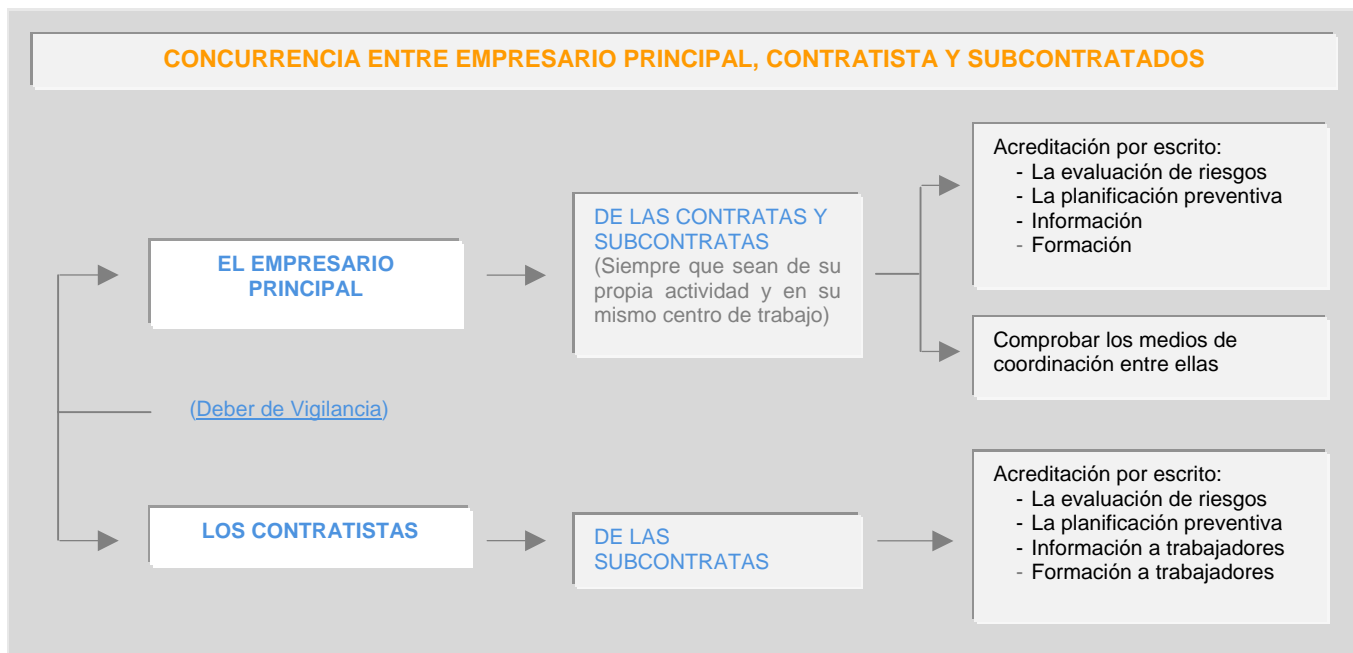 CONCURRENCIA ENTRE EMPRESARIO PRINCIPAL, CONTRATISTA Y SUBCONTRATADOS
EL EMPRESARIO
PRINCIPAL
DE LAS CONTRATAS Y
SUBCONTRATAS
(Siempre que sean de su
propia actividad y en su
mismo centro de trabajo)
Acreditación por escrito:
- La evaluación de riesgos
- La planificación preventiva
- Información
- Formación
Comprobar los medios de
coordinación entre ellas
(Deber de Vigilancia)
LOS CONTRATISTAS
DE LAS
SUBCONTRATAS
Acreditación por escrito:
- La evaluación de riesgos
- La planificación preventiva
- Información a trabajadores
- Formación a trabajadores